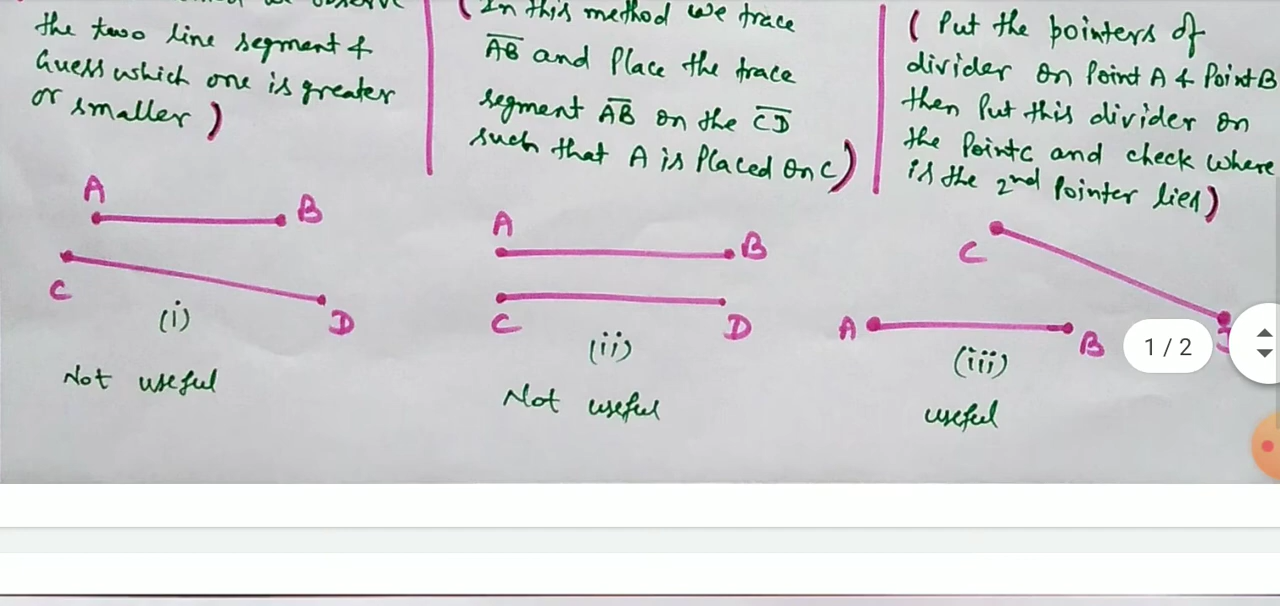 the two line segment &
Guess which one is greater
or smaller )
A
B
C
D
(i)
Not useful
( In this method we trace
A̅B̅ and Place the trace
segment A̅B̅ on the C̅D̅
such that A is Placed on C )
A
B
C
D
(ii)
Not useful
( Put the pointers of
divider on Point A & Point B
then Put this divider on
the Point C and check where
is the 2nd Pointer lies )
C
A
B
(iii)
useful
1 / 2